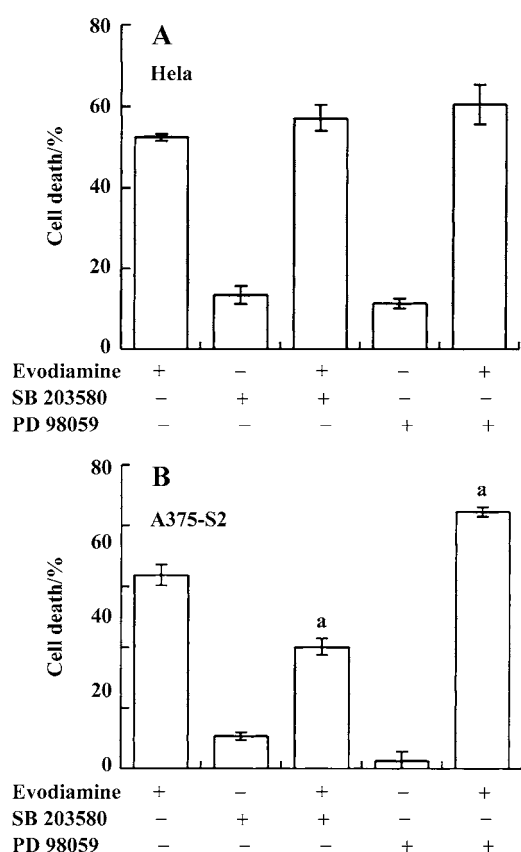 80
A
Hela
60
Cell death/%
40
20
0
Evodiamine + − + − +
SB 203580 − + + − −
PD 98059 − − − + +
80
B
a
A375-S2
60
Cell death/%
40
a
20
0
Evodiamine + − + − +
SB 203580 − + + − −
PD 98059 − − − + +